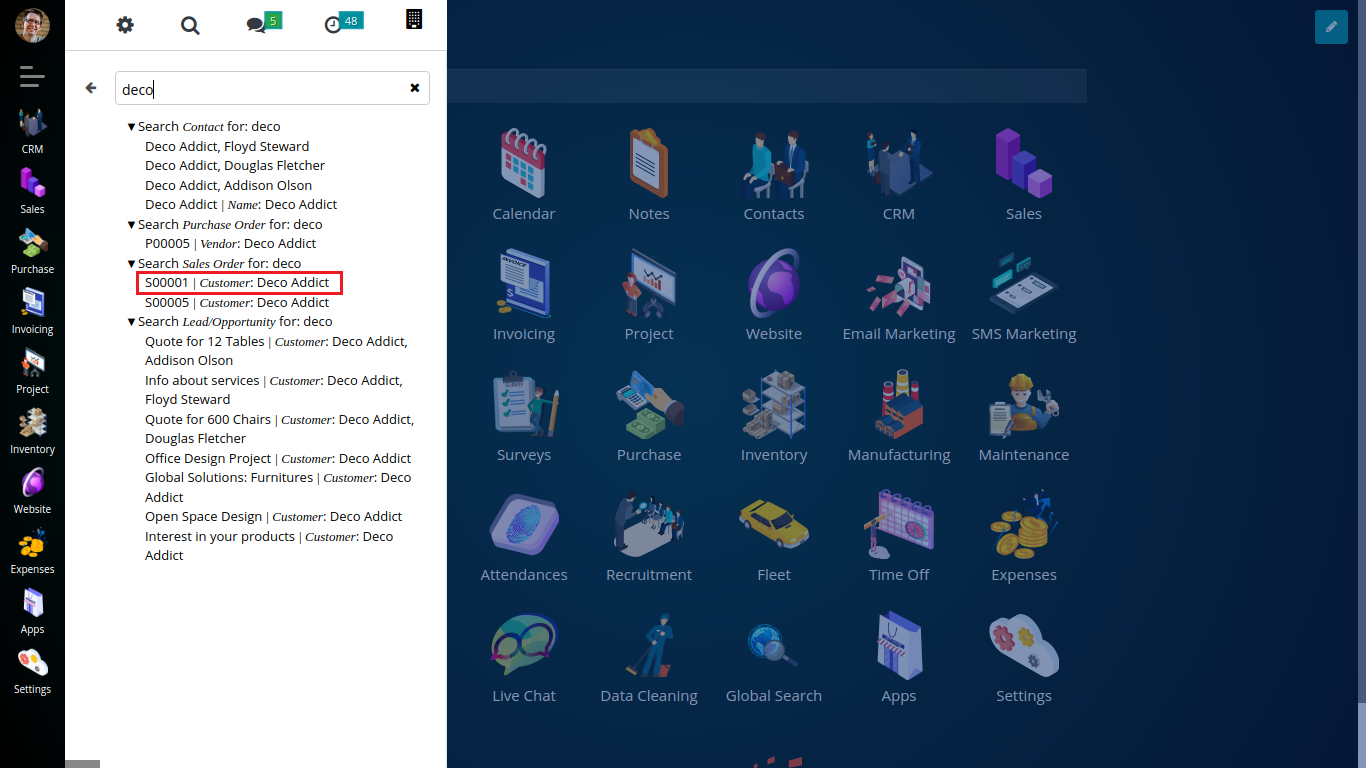 5
48
deco
Search Contact for: deco
Deco Addict, Floyd Steward
Deco Addict, Douglas Fletcher
Deco Addict, Addison Olson
Deco Addict | Name: Deco Addict
Search Purchase Order for: deco
P00005 | Vendor: Deco Addict
Search Sales Order for: deco
S00001 | Customer: Deco Addict
S00005 | Customer: Deco Addict
Search Lead/Opportunity for: deco
Quote for 12 Tables | Customer: Deco Addict,
Addison Olson
Info about services | Customer: Deco Addict,
Floyd Steward
Quote for 600 Chairs | Customer: Deco Addict,
Douglas Fletcher
Office Design Project | Customer: Deco Addict
Global Solutions: Furnitures | Customer: Deco
Addict
Open Space Design | Customer: Deco Addict
Interest in your products | Customer: Deco
Addict
CRM
Sales
Purchase
Invoicing
Project
Inventory
Website
Expenses
Apps
Settings
Calendar
Notes
Contacts
CRM
Sales
Invoicing
Project
Website
Email Marketing
SMS Marketing
Surveys
Purchase
Inventory
Manufacturing
Maintenance
Attendances
Recruitment
Fleet
Time Off
Expenses
Live Chat
Data Cleaning
Global Search
Apps
Settings